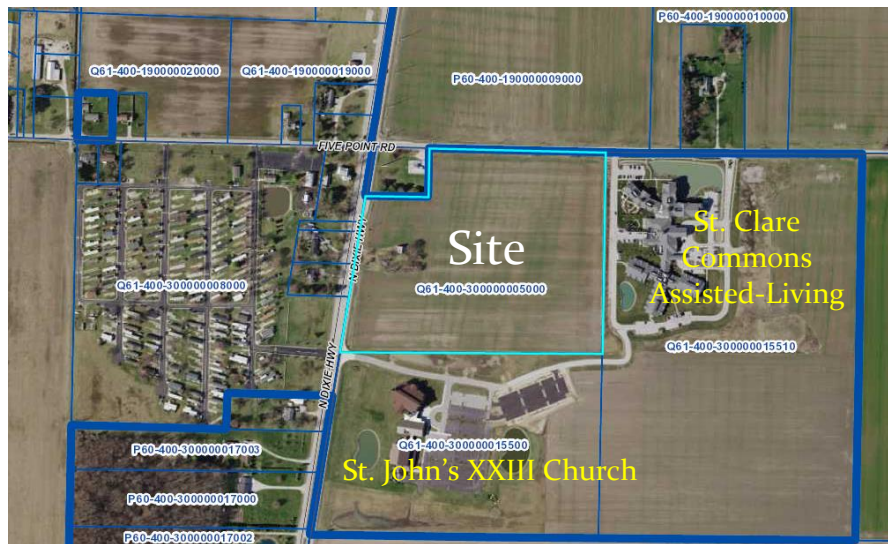 P60-400-190000010000
Q61-400-190000020000
Q61-400-190000019000
P60-400-190000009000
FIVE POINT RD
N DIXIE HWY
Site
St. Clare
Commons
Assisted-Living
Q61-400-300000008000
Q61-400-300000005000
Q61-400-300000015510
N DIXIE HWY
P60-400-300000017003
Q61-400-300000015500
St. John's XXIII Church
P60-400-300000017000
P60-400-300000017002